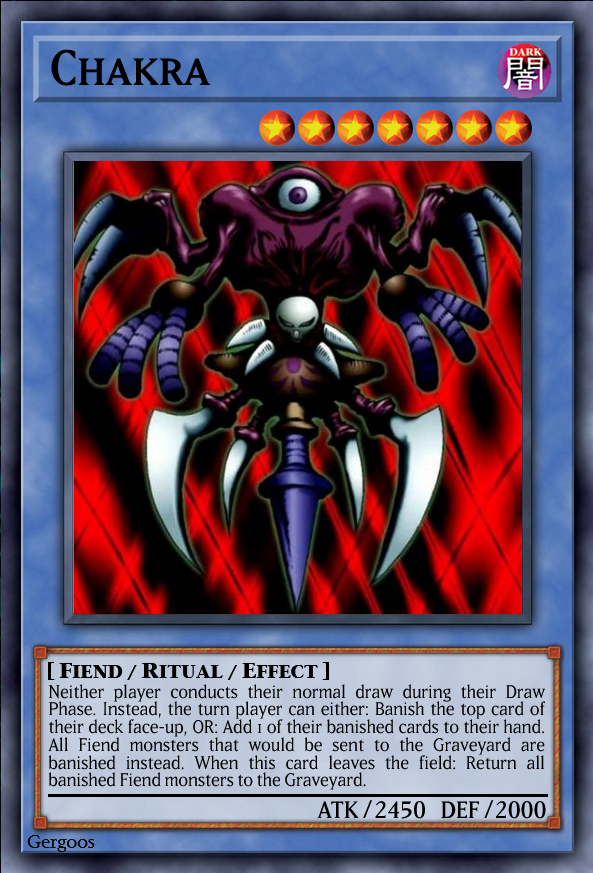 Chakra
DARK
闇
[ Fiend / Ritual / Effect ]
Neither player conducts their normal draw during their Draw
Phase. Instead, the turn player can either: Banish the top card of
their deck face-up, OR: Add 1 of their banished cards to their hand.
All Fiend monsters that would be sent to the Graveyard are
banished instead. When this card leaves the field: Return all
banished Fiend monsters to the Graveyard.
ATK/2450 DEF/2000
Gergoos